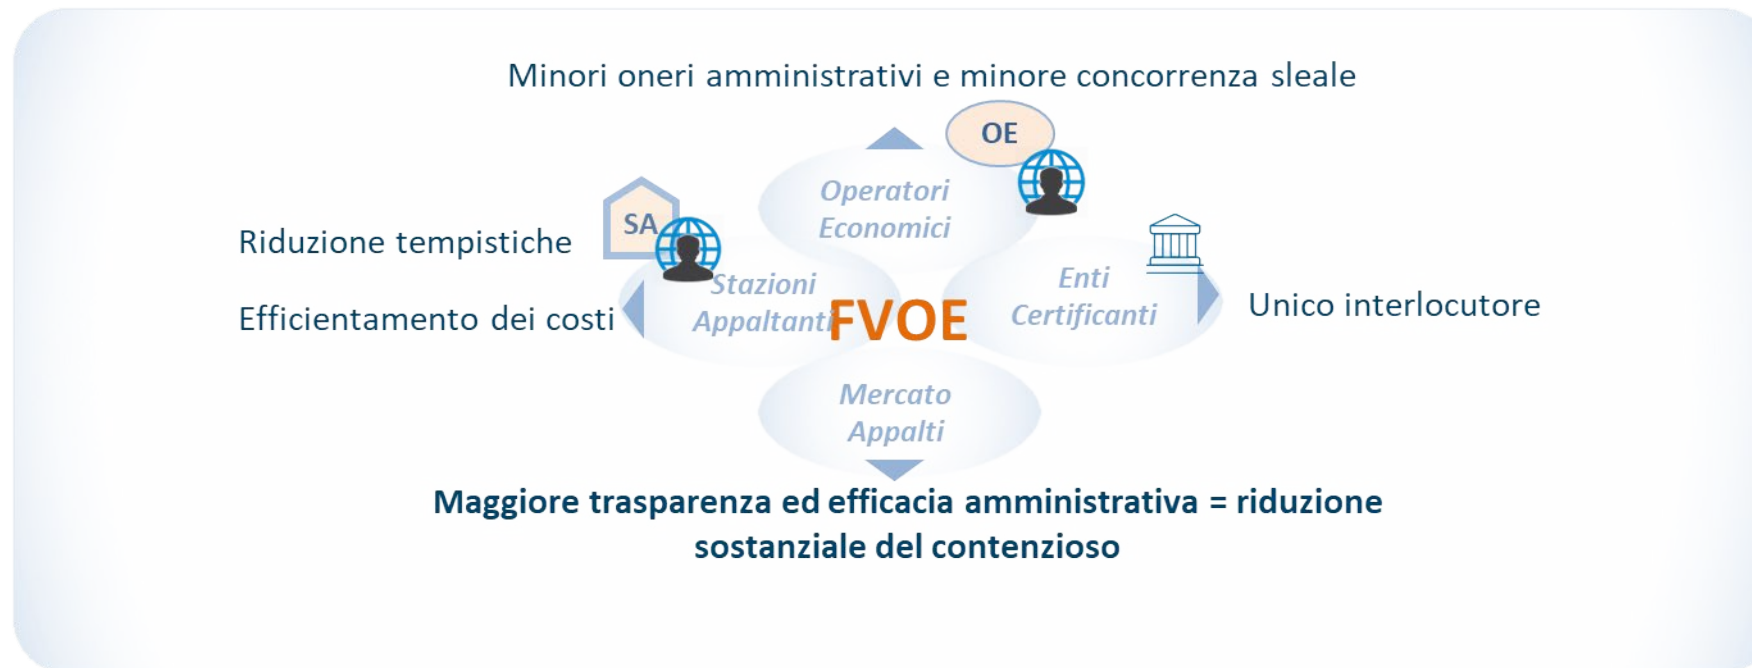 Minori oneri amministrativi e minore concorrenza sleale
OE
Operatori
Economici
SA
Riduzione tempistiche
Efficientamento dei costi
Stazioni
Appaltanti
FVOE
Enti
Certificanti
Unico interlocutore
Mercato
Appalti
Maggiore trasparenza ed efficacia amministrativa = riduzione
sostanziale del contenzioso